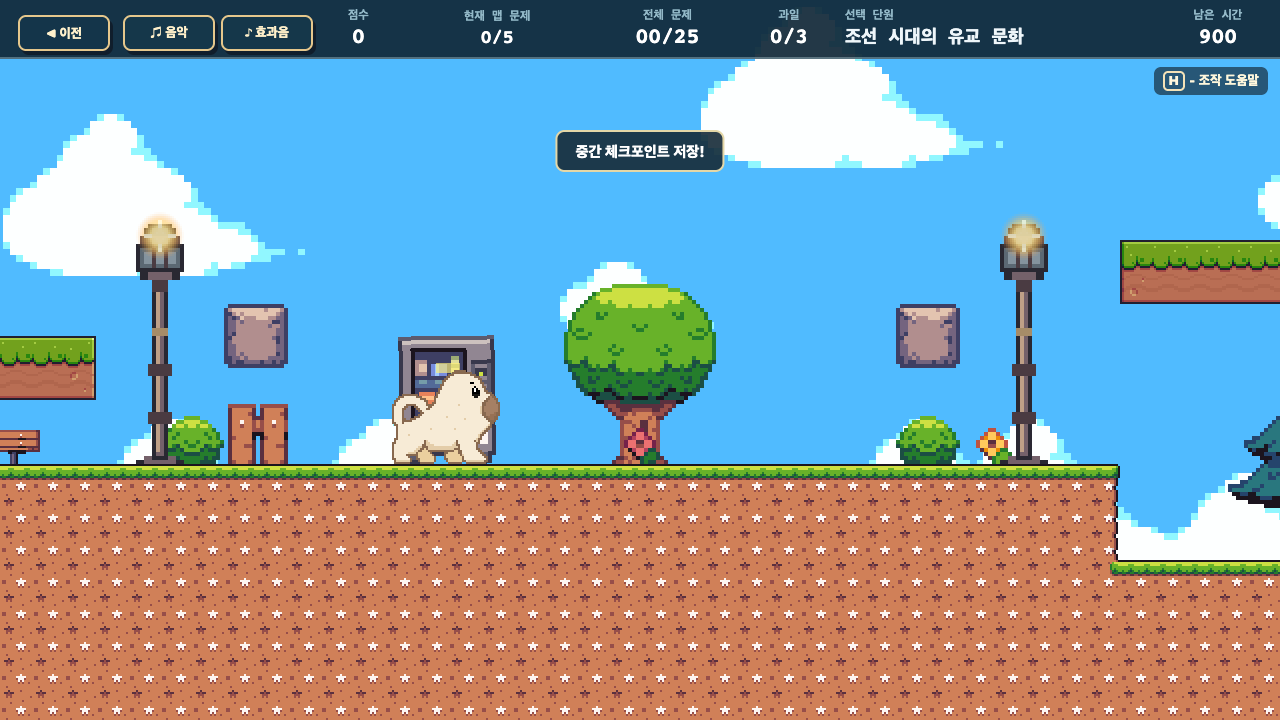 ◀ 이전
♫ 음악
♪ 효과음
점수
0
현재 맵 문제
0/5
전체 문제
00/25
과일
0/3
선택 단원
조선 시대의 유교 문화
남은 시간
900
H - 조작 도움말
중간 체크포인트 저장!